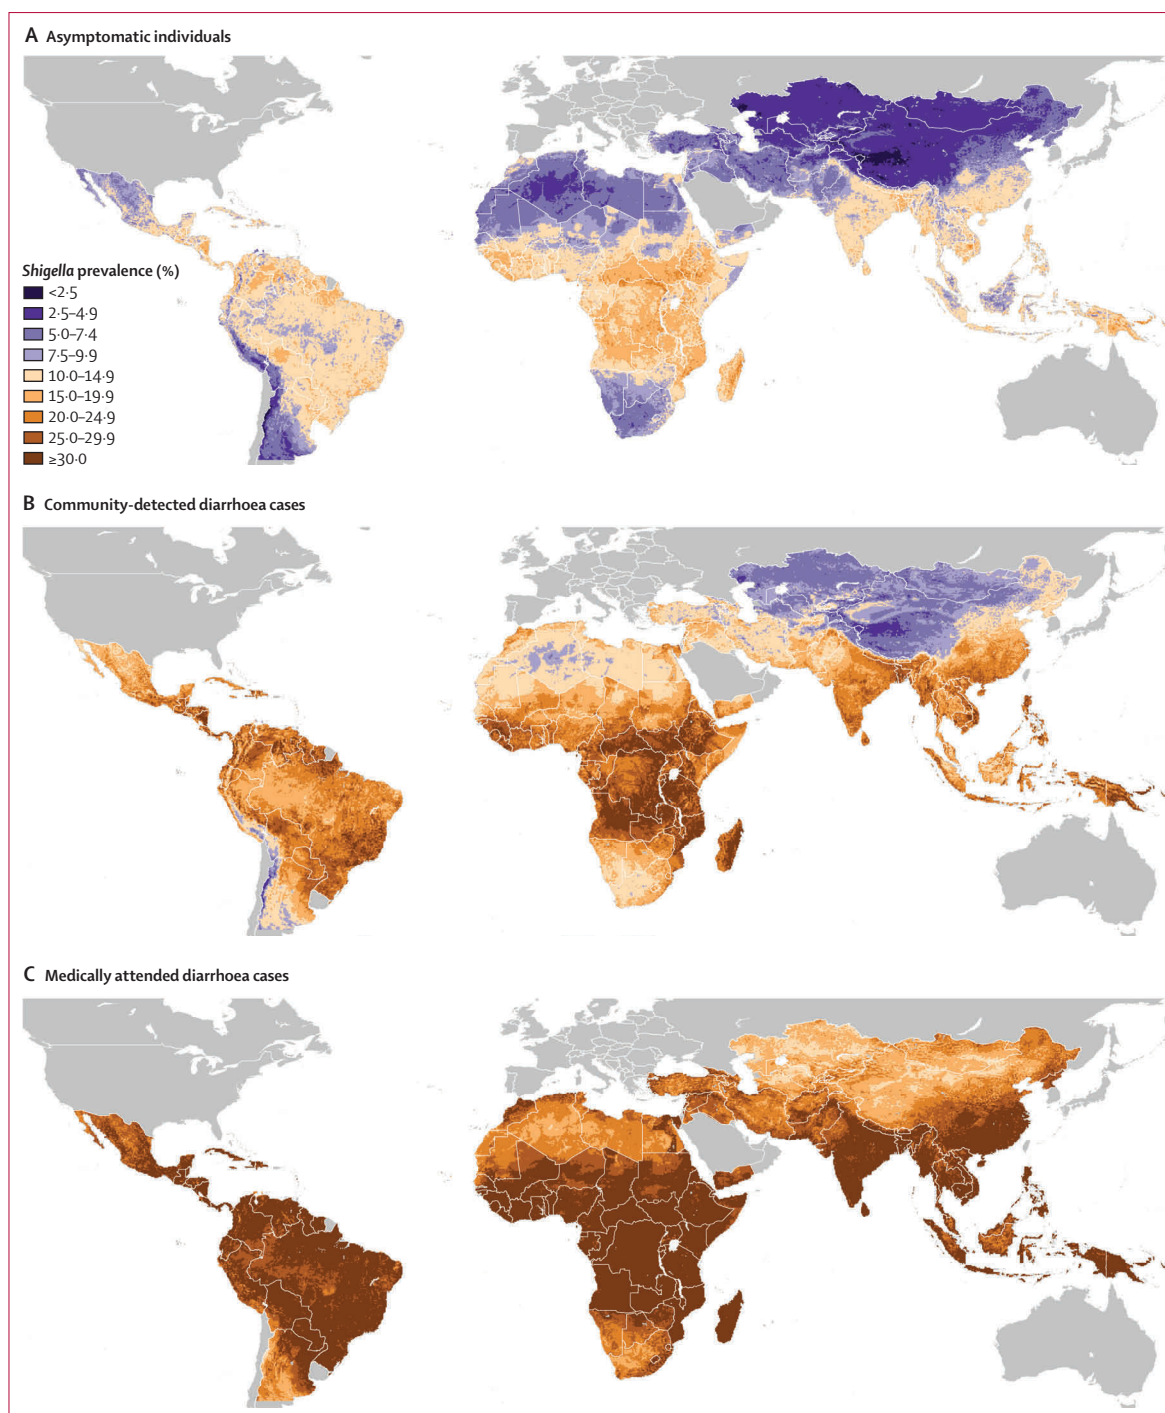 A Asymptomatic individuals
Shigella prevalence (%)
<2·5
2·5–4·9
5·0–7·4
7·5–9·9
10·0–14·9
15·0–19·9
20·0–24·9
25·0–29·9
≥30·0
B Community-detected diarrhoea cases
C Medically attended diarrhoea cases